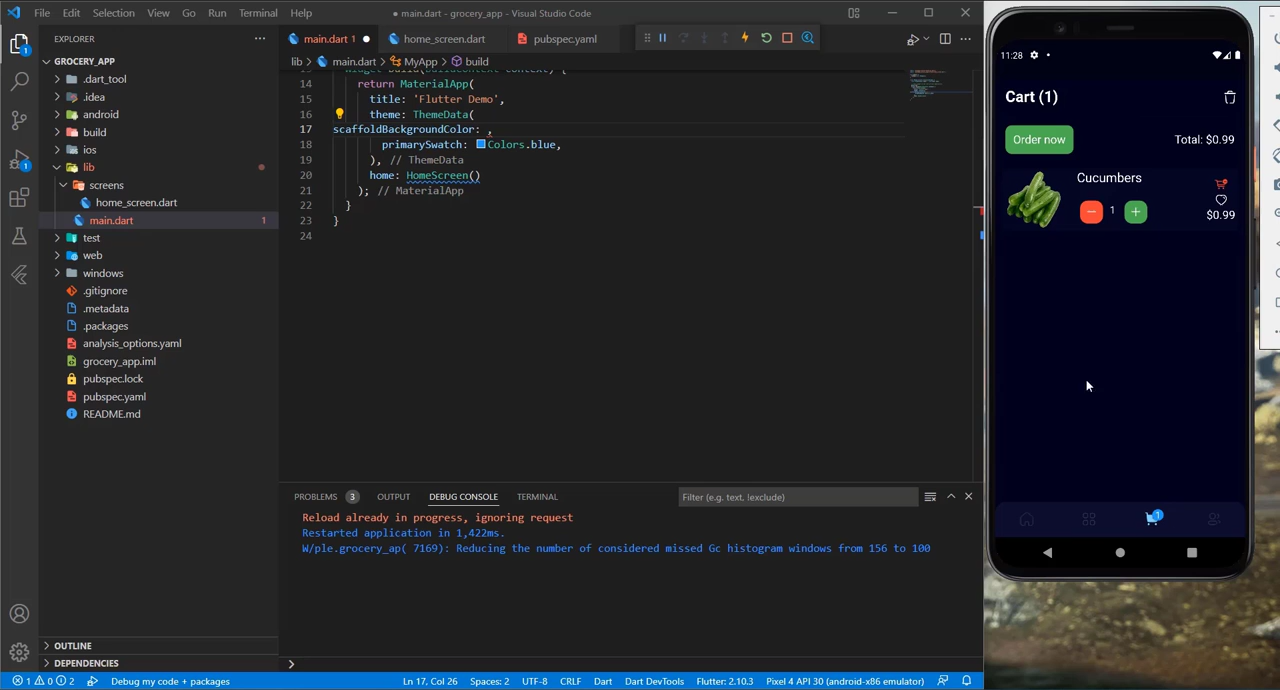 File Edit Selection View Go Run Terminal Help
● main.dart - grocery_app - Visual Studio Code
EXPLORER
main.dart 1
home_screen.dart
pubspec.yaml
lib > main.dart > MyApp > build
GROCERY_APP
.dart_tool
.idea
android
build
ios
lib
screens
home_screen.dart
main.dart 1
test
web
windows
.gitignore
.metadata
.packages
analysis_options.yaml
grocery_app.iml
pubspec.lock
pubspec.yaml
README.md
OUTLINE
DEPENDENCIES
14 return MaterialApp(
15 title: 'Flutter Demo',
16 theme: ThemeData(
17 scaffoldBackgroundColor: ,
18 primarySwatch: Colors.blue,
19 ), // ThemeData
20 home: HomeScreen()
21 ); // MaterialApp
22 }
23 }
24
PROBLEMS 3 OUTPUT DEBUG CONSOLE TERMINAL
Filter (e.g. text, !exclude)
Reload already in progress, ignoring request
Restarted application in 1,422ms.
W/ple.grocery_ap( 7169): Reducing the number of considered missed Gc histogram windows from 156 to 100
1 0 2 Debug my code + packages
Ln 17, Col 26 Spaces: 2 UTF-8 CRLF Dart Dart DevTools Flutter: 2.10.3 Pixel 4 API 30 (android-x86 emulator)
11:28
Cart (1)
Order now
Total: $0.99
Cucumbers
1
$0.99
1